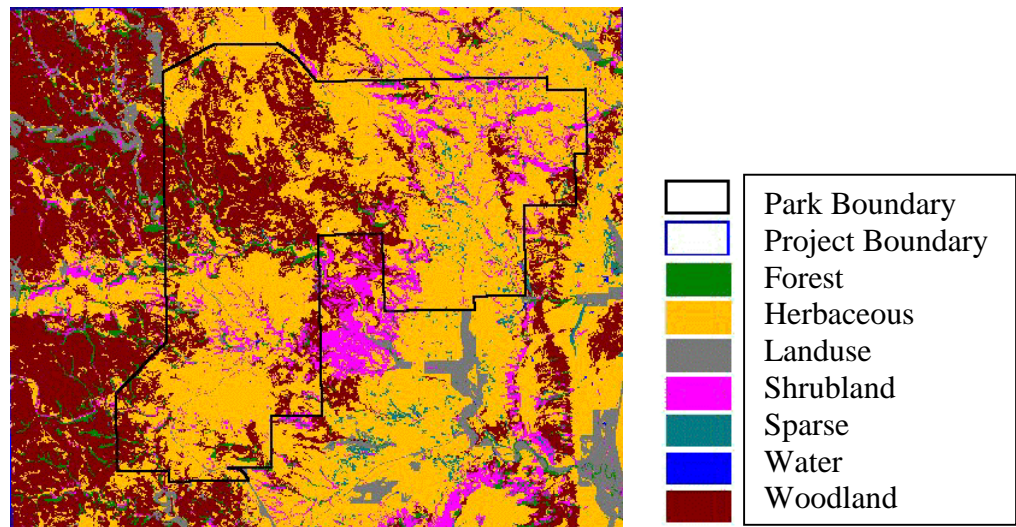 Park Boundary
Project Boundary
Forest
Herbaceous
Landuse
Shrubland
Sparse
Water
Woodland